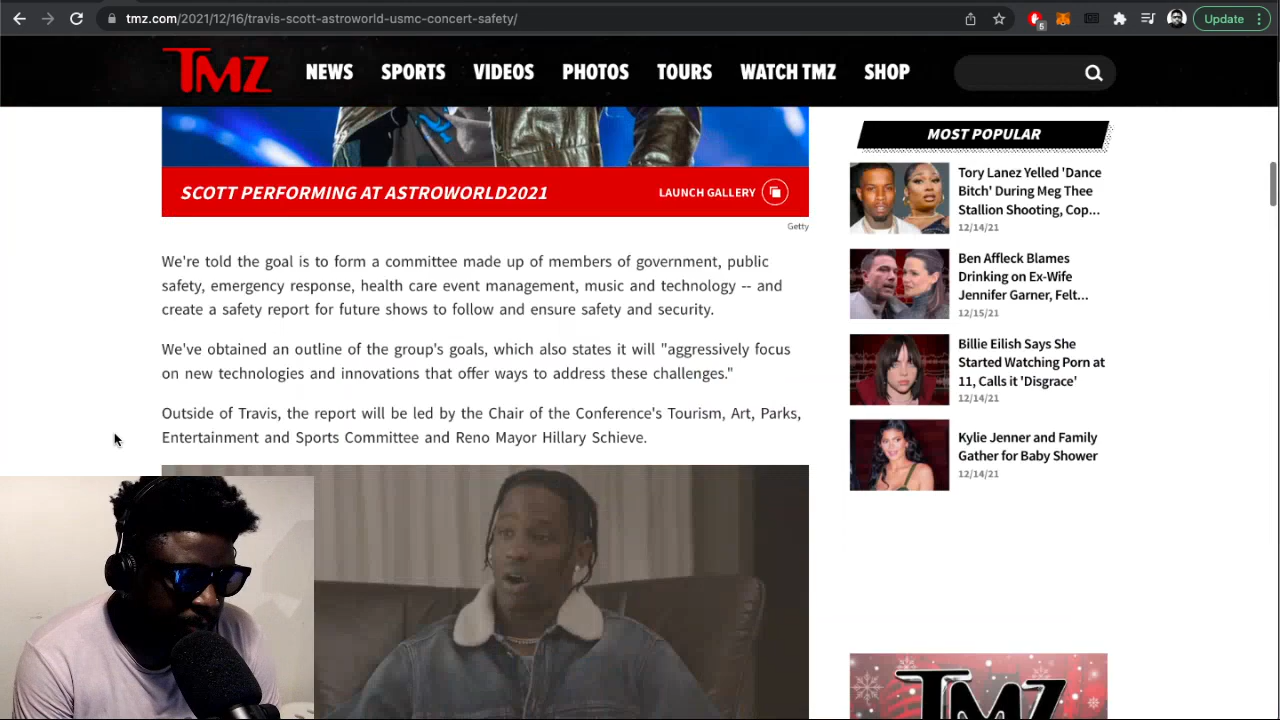 tmz.com/2021/12/16/travis-scott-astroworld-usmc-concert-safety/
5
Update
TMZ NEWS SPORTS VIDEOS PHOTOS TOURS WATCH TMZ SHOP
SCOTT PERFORMING AT ASTROWORLD2021 LAUNCH GALLERY
Getty
We're told the goal is to form a committee made up of members of government, public
safety, emergency response, health care event management, music and technology -- and
create a safety report for future shows to follow and ensure safety and security.
We've obtained an outline of the group's goals, which also states it will "aggressively focus
on new technologies and innovations that offer ways to address these challenges."
Outside of Travis, the report will be led by the Chair of the Conference's Tourism, Art, Parks,
Entertainment and Sports Committee and Reno Mayor Hillary Schieve.
MOST POPULAR
Tory Lanez Yelled 'Dance
Bitch' During Meg Thee
Stallion Shooting, Cop...
12/14/21
Ben Affleck Blames
Drinking on Ex-Wife
Jennifer Garner, Felt...
12/15/21
Billie Eilish Says She
Started Watching Porn at
11, Calls it 'Disgrace'
12/14/21
Kylie Jenner and Family
Gather for Baby Shower
12/14/21
TMZ